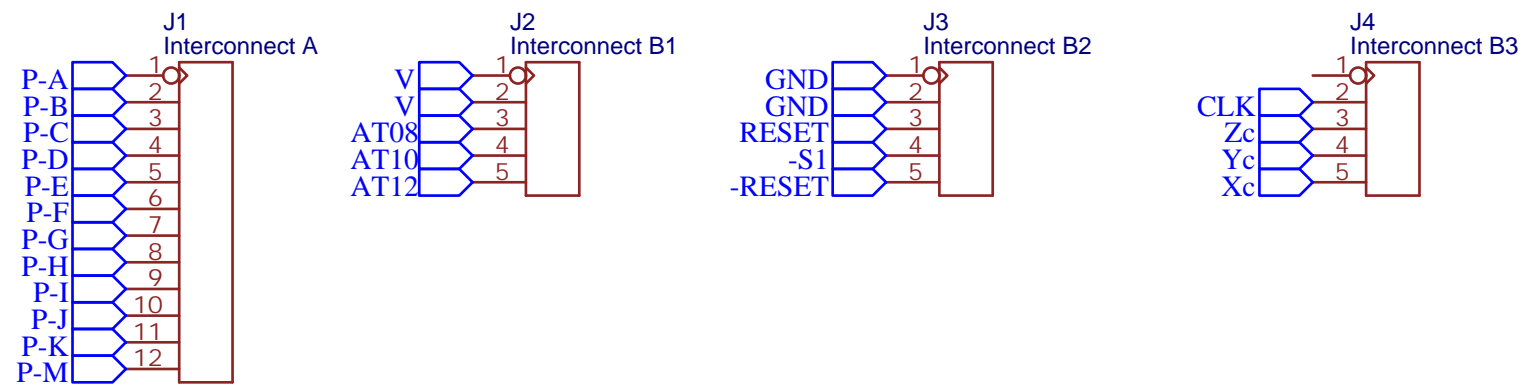 J1
Interconnect A
P-A 1
P-B 2
P-C 3
P-D 4
P-E 5
P-F 6
P-G 7
P-H 8
P-I 9
P-J 10
P-K 11
P-M 12
J2
Interconnect B1
V 1
V 2
AT08 3
AT10 4
AT12 5
J3
Interconnect B2
GND 1
GND 2
RESET 3
-S1 4
-RESET 5
J4
Interconnect B3
1
CLK 2
Zc 3
Yc 4
Xc 5